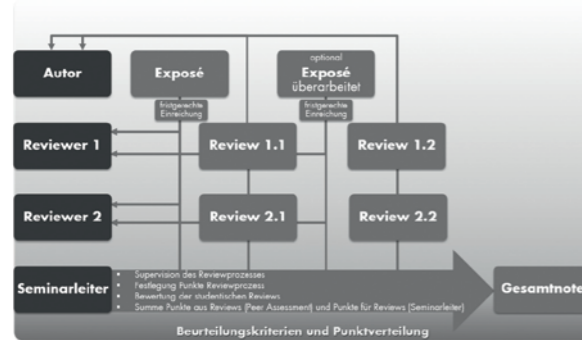 optional
Autor
Exposé
Exposé
überarbeitet
fristgerechte
Einreichung
fristgerechte
Einreichung
Reviewer 1
Review 1.1
Review 1.2
Reviewer 2
Review 2.1
Review 2.2
Seminarleiter
• Supervision des Reviewprozesses
• Festlegung Punkte Reviewprozess
• Bewertung der studentischen Reviews
• Summe Punkte aus Reviews (Peer Assessment) und Punkte für Reviews (Seminarleiter)
Gesamtnote
Beurteilungskriterien und Punktverteilung